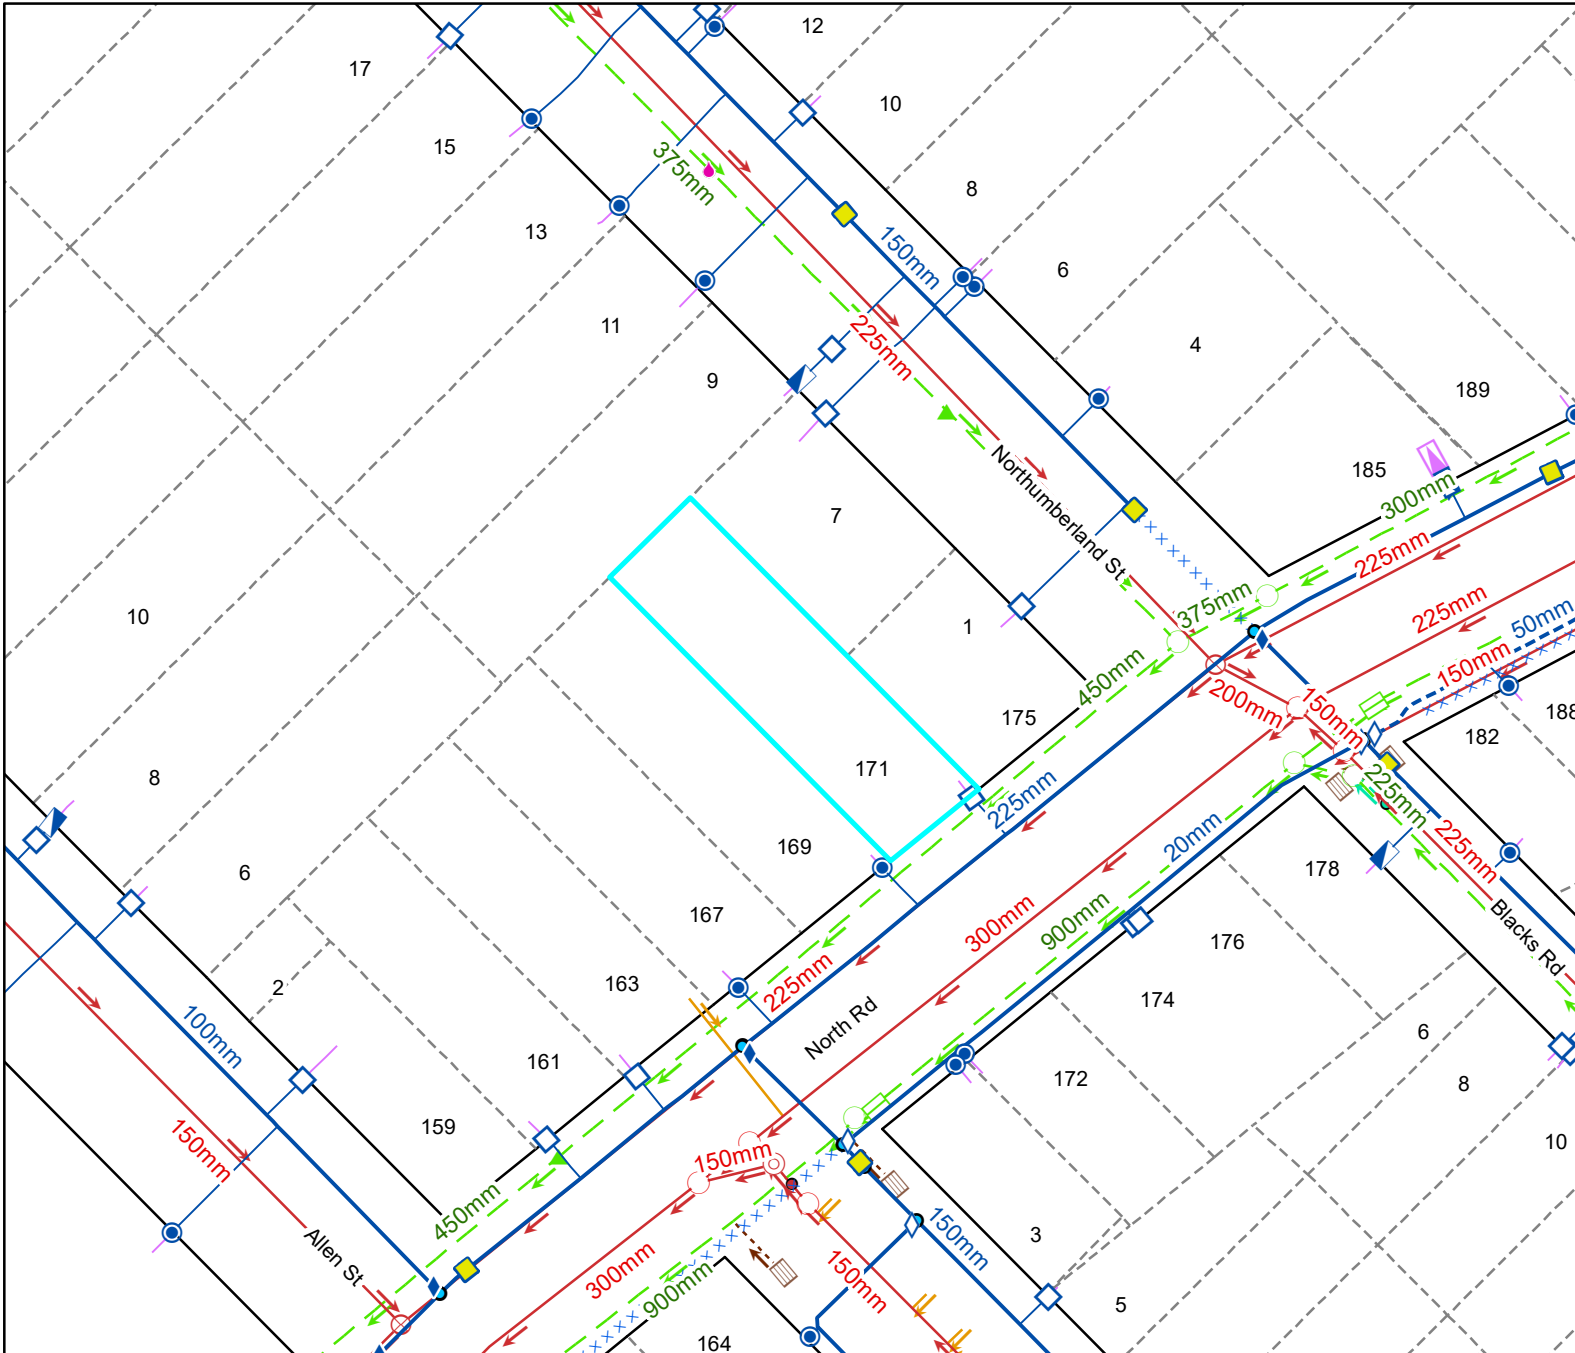 12
17
10
15
375mm
8
13
150mm
6
11
225mm
4
9
189
185
300mm
7
Northumberland St
225mm
375mm
225mm
50mm
10
1
450mm
150mm
200mm
150mm
175
182
188
8
171
225mm
225mm
20mm
225mm
169
178
6
167
300mm
900mm
176
Blacks Rd
2
163
225mm
174
100mm
North Rd
6
161
172
8
159
150mm
150mm
10
450mm
3
150mm
Allen St
300mm
900mm
150mm
5
164